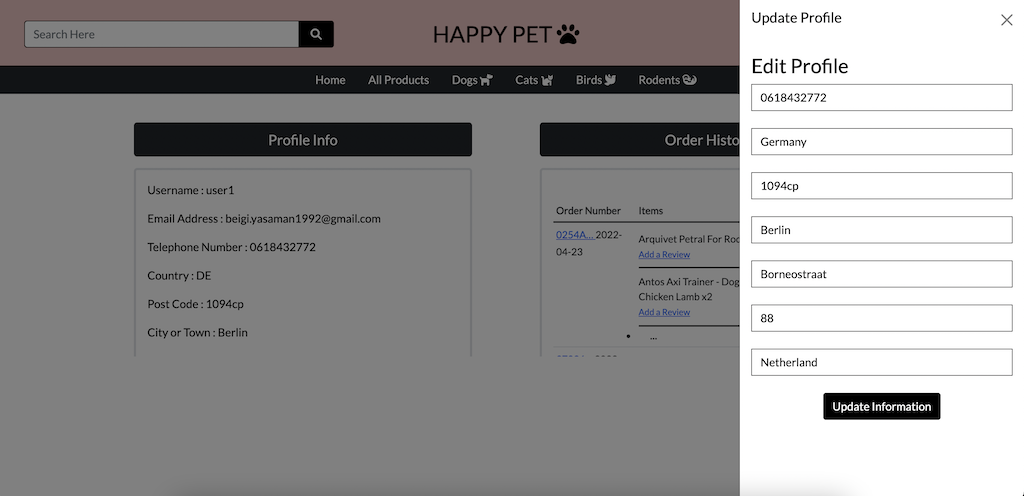 Search Here
HAPPY PET
Home All Products Dogs Cats Birds Rodents
Profile Info
Username : user1
Email Address : beigi.yasaman1992@gmail.com
Telephone Number : 0618432772
Country : DE
Post Code : 1094cp
City or Town : Berlin
Order Histo
Order Number Items
0254A... 2022-
04-23
Arquivet Petral For Roc
Add a Review
Antos Axi Trainer - Dog
Chicken Lamb x2
Add a Review
...
Update Profile
Edit Profile
0618432772
Germany
1094cp
Berlin
Borneostraat
88
Netherland
Update Information